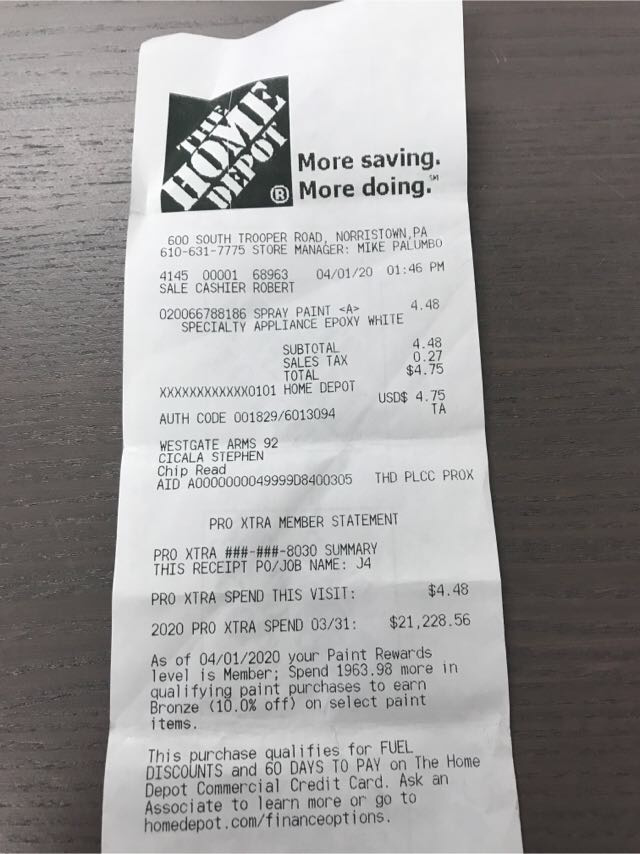 THE
HOME
DEPOT
®
More saving.
More doing.℠
600 SOUTH TROOPER ROAD, NORRISTOWN,PA
610-631-7775 STORE MANAGER: MIKE PALUMBO
4145 00001 68963 04/01/20 01:46 PM
SALE CASHIER ROBERT
020066788186 SPRAY PAINT <A> 4.48
SPECIALTY APPLIANCE EPOXY WHITE
SUBTOTAL 4.48
SALES TAX 0.27
TOTAL $4.75
XXXXXXXXXXXX0101 HOME DEPOT
USD$ 4.75
AUTH CODE 001829/6013094 TA
WESTGATE ARMS 92
CICALA STEPHEN
Chip Read
AID A0000000049999D8400305 THD PLCC PROX
PRO XTRA MEMBER STATEMENT
PRO XTRA ###-###-8030 SUMMARY
THIS RECEIPT PO/JOB NAME: J4
PRO XTRA SPEND THIS VISIT: $4.48
2020 PRO XTRA SPEND 03/31: $21,228.56
As of 04/01/2020 your Paint Rewards
level is Member; Spend 1963.98 more in
qualifying paint purchases to earn
Bronze (10.0% off) on select paint
items.
This purchase qualifies for FUEL
DISCOUNTS and 60 DAYS TO PAY on The Home
Depot Commercial Credit Card. Ask an
Associate to learn more or go to
homedepot.com/financeoptions.